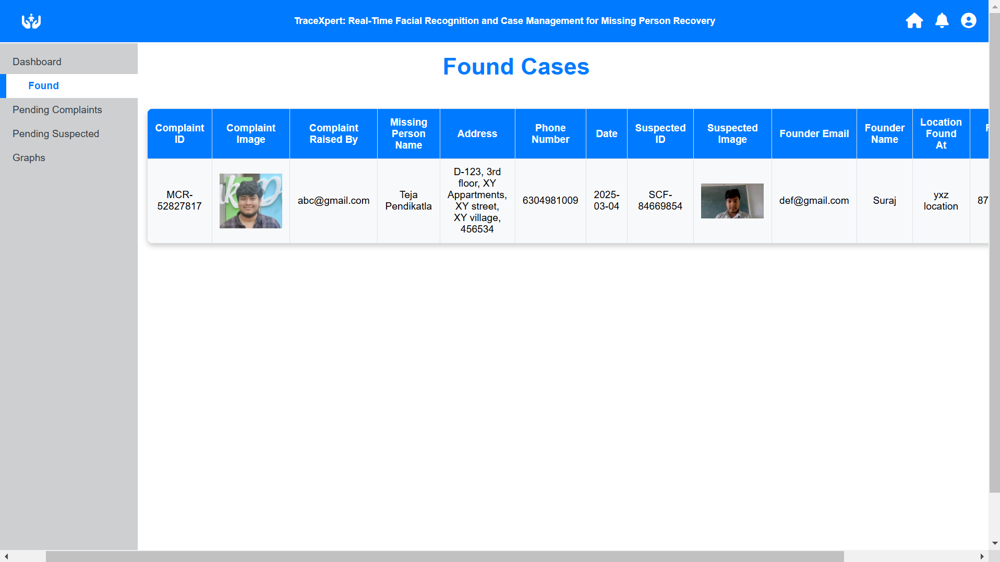 TraceXpert: Real-Time Facial Recognition and Case Management for Missing Person Recovery
Dashboard
Found
Pending Complaints
Pending Suspected
Graphs
Found Cases
Complaint
ID
Complaint
Image
Complaint
Raised By
Missing
Person
Name
Address
Phone
Number
Date
Suspected
ID
Suspected
Image
Founder Email
Founder
Name
Location
Found
At
MCR-
52827817
abc@gmail.com
Teja
Pendikatla
D-123, 3rd
floor, XY
Appartments,
XY street,
XY village,
456534
6304981009
2025-
03-04
SCF-
84669854
def@gmail.com
Suraj
yxz
location
87